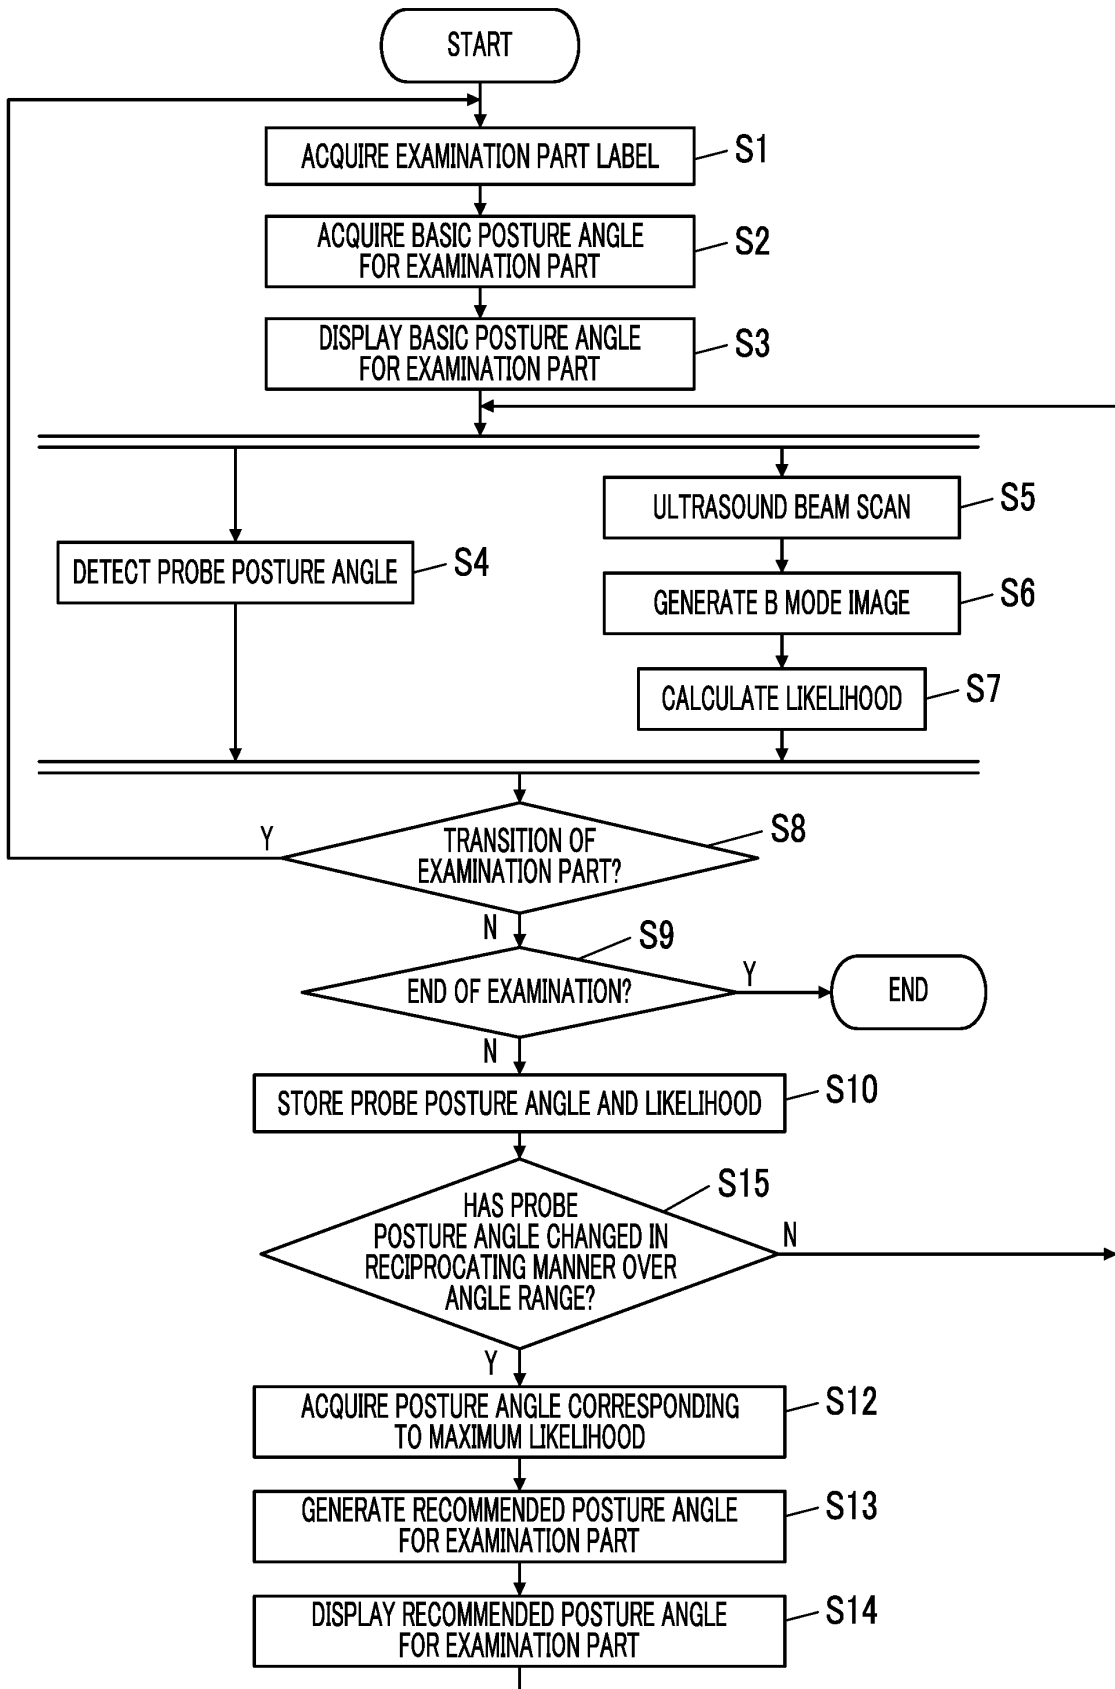 START
ACQUIRE EXAMINATION PART LABEL
S1
ACQUIRE BASIC POSTURE ANGLE
FOR EXAMINATION PART
S2
DISPLAY BASIC POSTURE ANGLE
FOR EXAMINATION PART
S3
DETECT PROBE POSTURE ANGLE
S4
ULTRASOUND BEAM SCAN
S5
GENERATE B MODE IMAGE
S6
CALCULATE LIKELIHOOD
S7
TRANSITION OF
EXAMINATION PART?
S8
Y
N
END OF EXAMINATION?
S9
Y
END
N
STORE PROBE POSTURE ANGLE AND LIKELIHOOD
S10
HAS PROBE
POSTURE ANGLE CHANGED IN
RECIPROCATING MANNER OVER
ANGLE RANGE?
S15
N
Y
ACQUIRE POSTURE ANGLE CORRESPONDING
TO MAXIMUM LIKELIHOOD
S12
GENERATE RECOMMENDED POSTURE ANGLE
FOR EXAMINATION PART
S13
DISPLAY RECOMMENDED POSTURE ANGLE
FOR EXAMINATION PART
S14